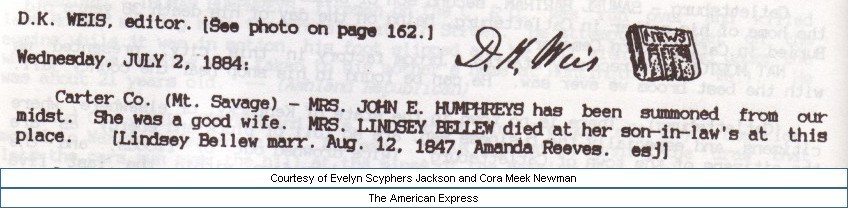 D.K. WEIS, editor. [See photo on page 162.]
D. K. Weis
NEWS
Wednesday, JULY 2, 1884:
Carter Co. (Mt. Savage) - MRS. JOHN E. HUMPHREYS has been summoned from our
midst. She was a good wife. MRS. LINDSEY BELLEW died at her son-in-law's at this
place. [Lindsey Bellew marr. Aug. 12, 1847, Amanda Reeves. esj]
Courtesy of Evelyn Scyphers Jackson and Cora Meek Newman
The American Express